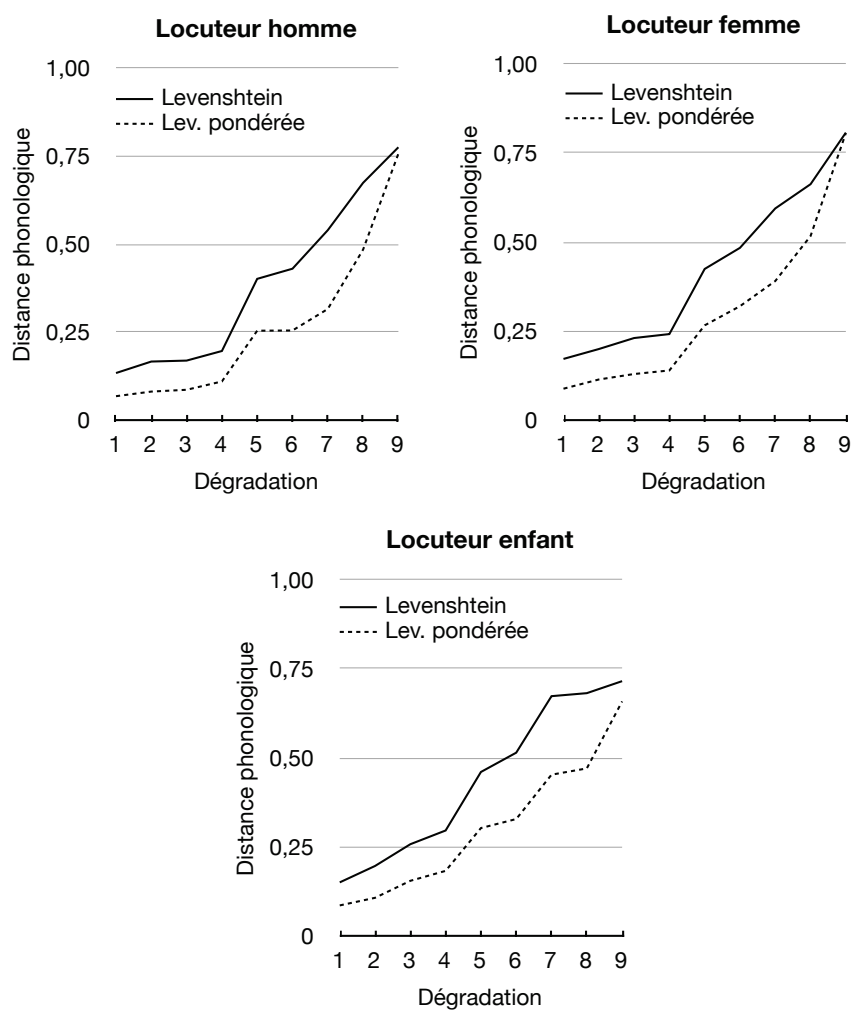 Locuteur homme
1,00
Levenshtein
Lev. pondérée
0,75
0,50
0,25
0
Distance phonologique
1 2 3 4 5 6 7 8 9
Dégradation
Locuteur femme
1,00
Levenshtein
Lev. pondérée
0,75
0,50
0,25
0
Distance phonologique
1 2 3 4 5 6 7 8 9
Dégradation
Locuteur enfant
1,00
Levenshtein
Lev. pondérée
0,75
0,50
0,25
0
Distance phonologique
1 2 3 4 5 6 7 8 9
Dégradation